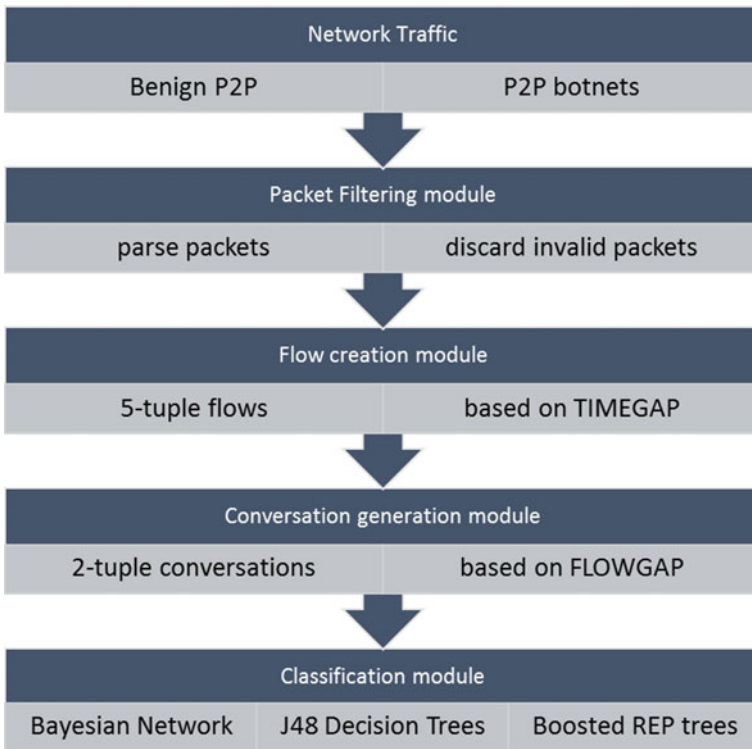 Network Traffic
Benign P2P
P2P botnets
Packet Filtering module
parse packets
discard invalid packets
Flow creation module
5-tuple flows
based on TIMEGAP
Conversation generation module
2-tuple conversations
based on FLOWGAP
Classification module
Bayesian Network
J48 Decision Trees
Boosted REP trees